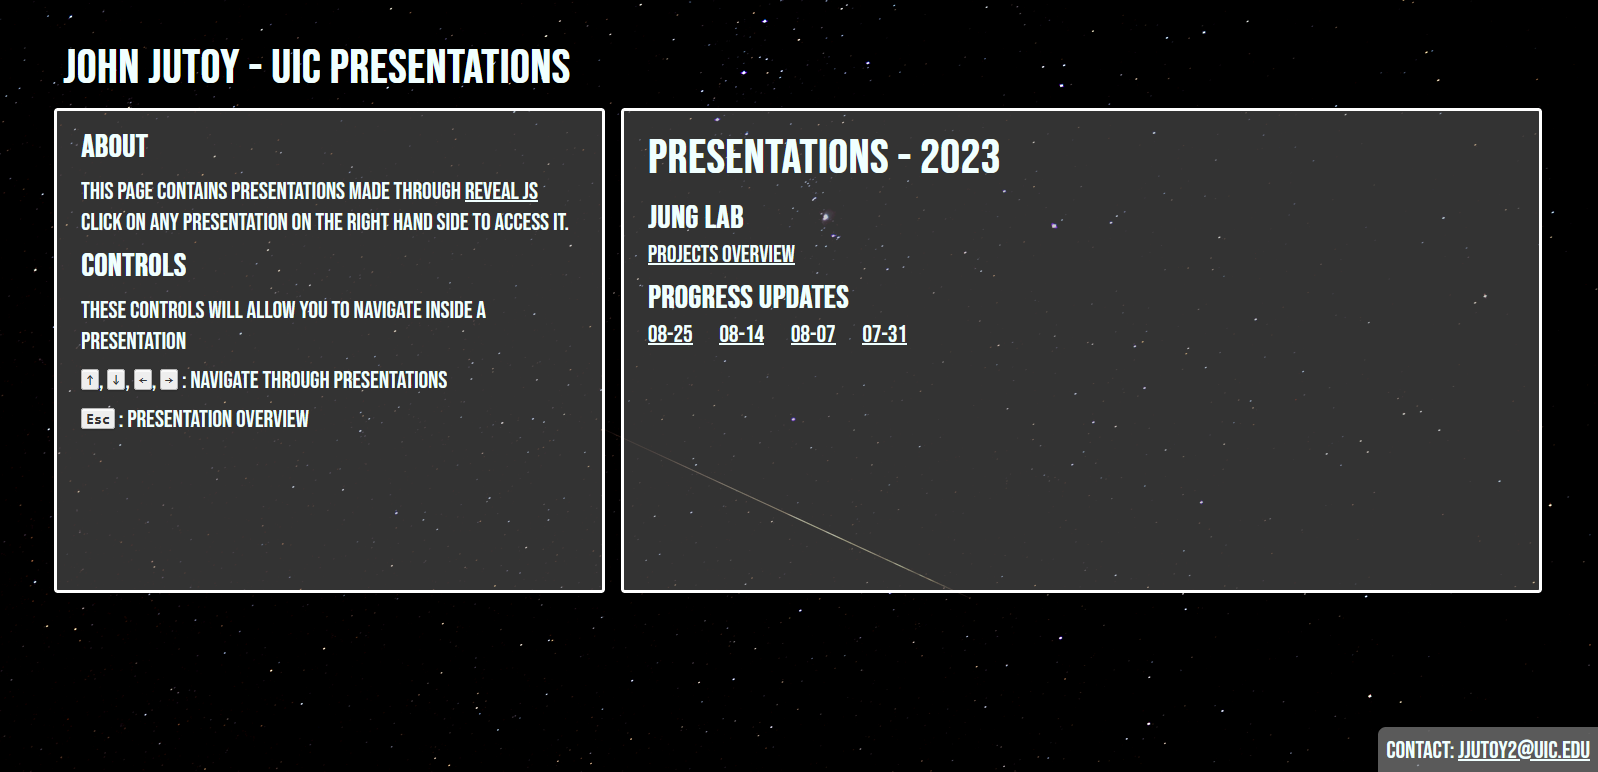 JOHN JUTOY - UIC PRESENTATIONS
ABOUT
THIS PAGE CONTAINS PRESENTATIONS MADE THROUGH REVEAL JS
CLICK ON ANY PRESENTATION ON THE RIGHT HAND SIDE TO ACCESS IT.
CONTROLS
THESE CONTROLS WILL ALLOW YOU TO NAVIGATE INSIDE A
PRESENTATION
↑, ↓, ←, → : NAVIGATE THROUGH PRESENTATIONS
Esc : PRESENTATION OVERVIEW
PRESENTATIONS - 2023
JUNG LAB
PROJECTS OVERVIEW
PROGRESS UPDATES
08-25 08-14 08-07 07-31
CONTACT: JJUTOY2@UIC.EDU